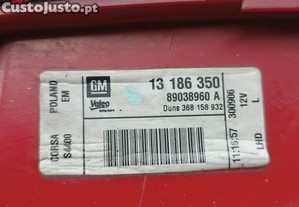 custojusto.pt
POLAND
EM
CORSA
S4400
GM
Valeo
13 186 350
89038960 A
Duns 368 158 932
300906 12V
11:16:57 LHD L